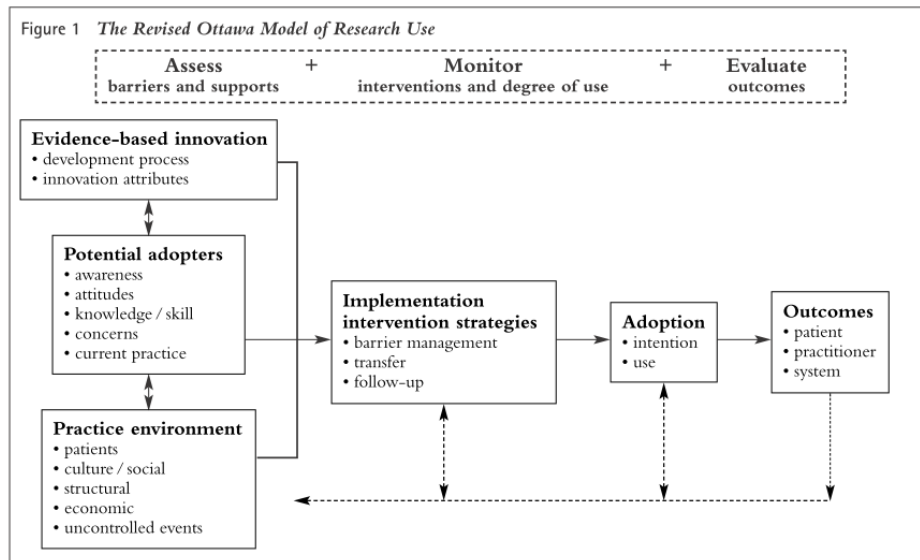 Figure 1 The Revised Ottawa Model of Research Use
Assess + Monitor + Evaluate
barriers and supports interventions and degree of use outcomes
Evidence-based innovation
• development process
• innovation attributes
Potential adopters
• awareness
• attitudes
• knowledge / skill
• concerns
• current practice
Practice environment
• patients
• culture / social
• structural
• economic
• uncontrolled events
Implementation
intervention strategies
• barrier management
• transfer
• follow-up
Adoption
• intention
• use
Outcomes
• patient
• practitioner
• system